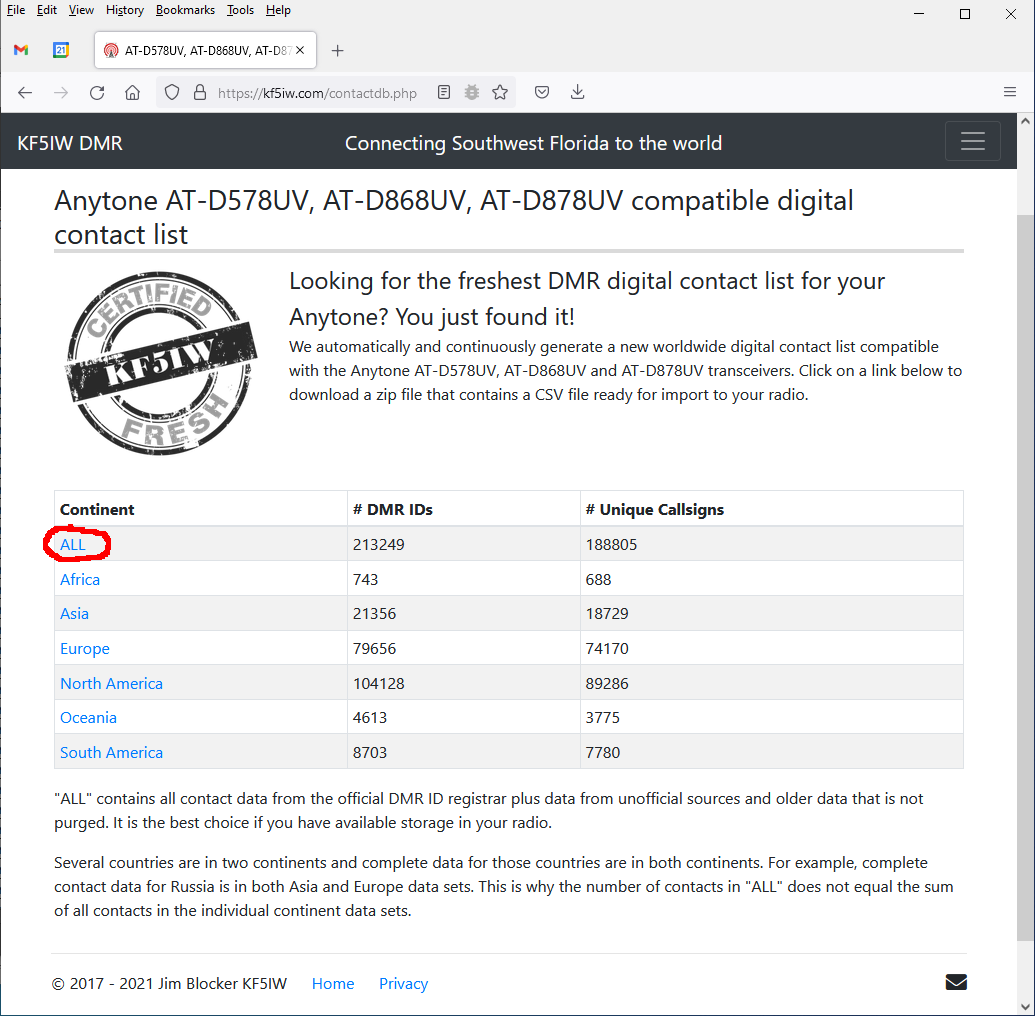 File Edit View History Bookmarks Tools Help
21 AT-D578UV, AT-D868UV, AT-D87
https://kf5iw.com/contactdb.php
KF5IW DMR Connecting Southwest Florida to the world
Anytone AT-D578UV, AT-D868UV, AT-D878UV compatible digital
contact list
CERTIFIED
KF5IW
FRESH
Looking for the freshest DMR digital contact list for your
Anytone? You just found it!
We automatically and continuously generate a new worldwide digital contact list compatible
with the Anytone AT-D578UV, AT-D868UV and AT-D878UV transceivers. Click on a link below to
download a zip file that contains a CSV file ready for import to your radio.
Continent # DMR IDs # Unique Callsigns
ALL 213249 188805
Africa 743 688
Asia 21356 18729
Europe 79656 74170
North America 104128 89286
Oceania 4613 3775
South America 8703 7780
"ALL" contains all contact data from the official DMR ID registrar plus data from unofficial sources and older data that is not
purged. It is the best choice if you have available storage in your radio.
Several countries are in two continents and complete data for those countries are in both continents. For example, complete
contact data for Russia is in both Asia and Europe data sets. This is why the number of contacts in "ALL" does not equal the sum
of all contacts in the individual continent data sets.
© 2017 - 2021 Jim Blocker KF5IW Home Privacy